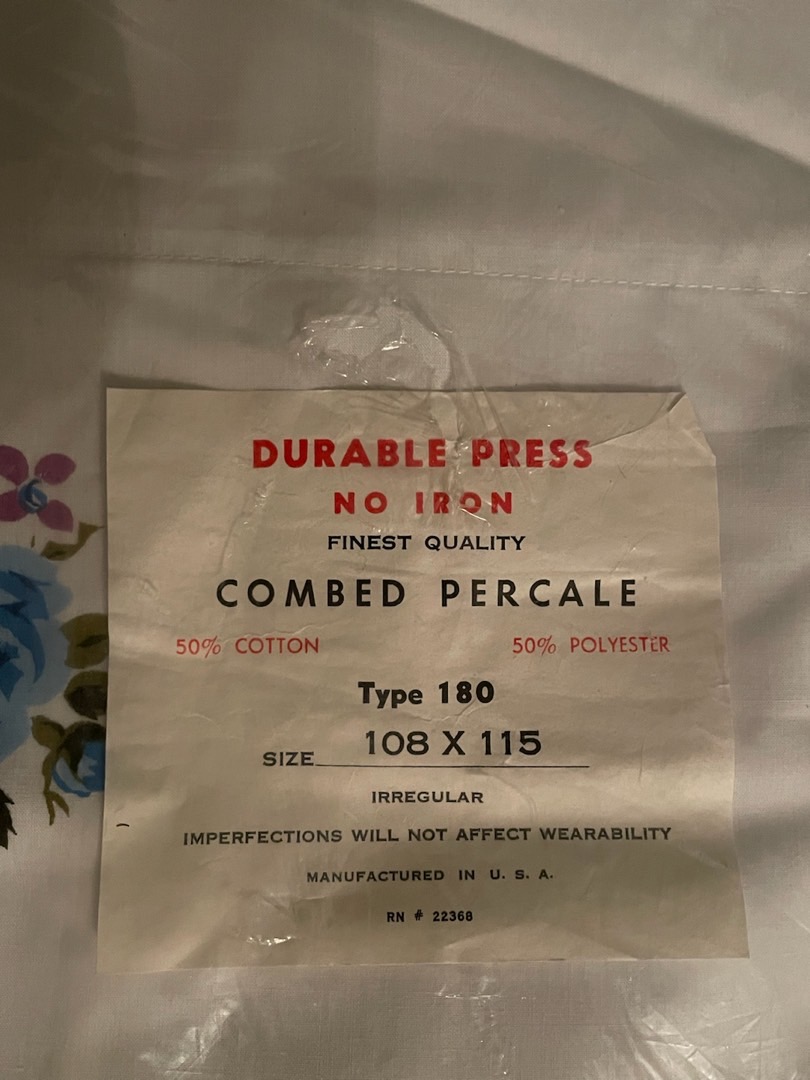 DURABLE PRESS
NO IRON
FINEST QUALITY
COMBED PERCALE
50% COTTON 50% POLYESTER
Type 180
SIZE 108 X 115
IRREGULAR
IMPERFECTIONS WILL NOT AFFECT WEARABILITY
MANUFACTURED IN U. S. A.
RN # 22368